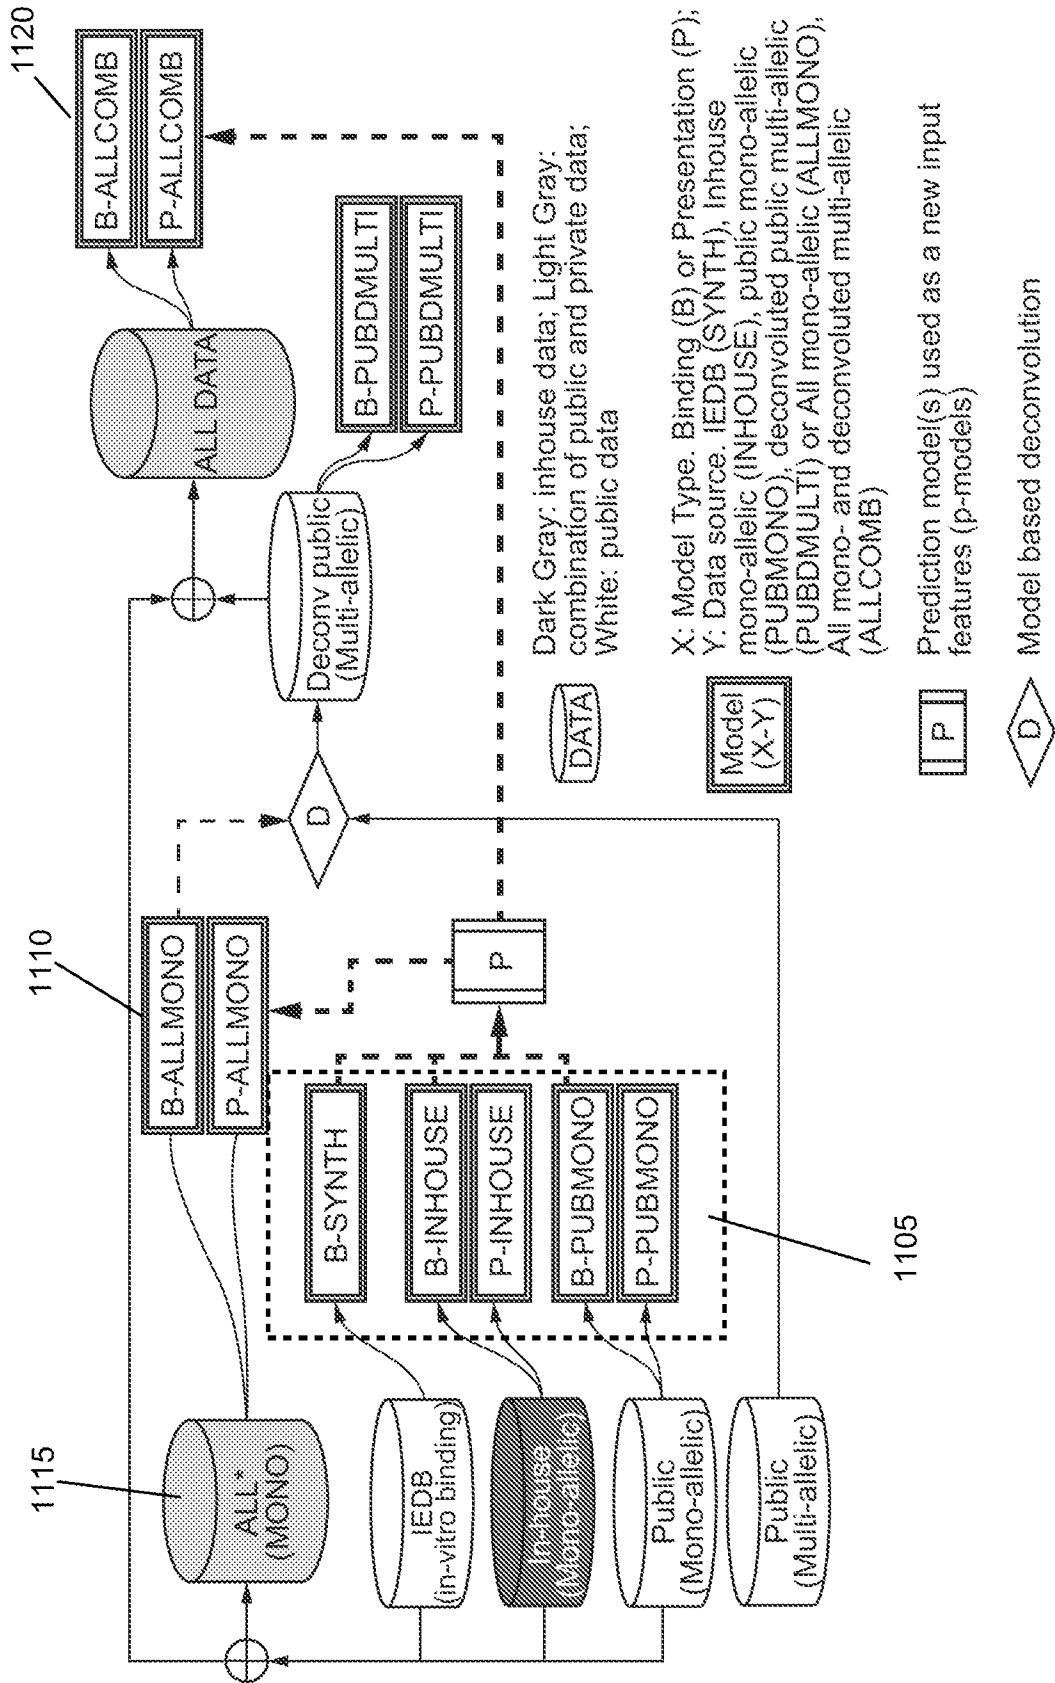 1115
1110
1120
ALL*
(MONO)
B-ALLMONO
P-ALLMONO
ALL DATA
B-ALLCOMB
P-ALLCOMB
IEDB
(in-vitro binding)
B-SYNTH
D
Deconv public
(Multi-allelic)
B-PUBDMULTI
P-PUBDMULTI
In-house
(Mono-allelic)
B-INHOUSE
P-INHOUSE
P
Public
(Mono-allelic)
B-PUBMONO
P-PUBMONO
Public
(Multi-allelic)
1105
DATA
Dark Gray: inhouse data; Light Gray:
combination of public and private data;
White: public data
Model
(X-Y)
X: Model Type. Binding (B) or Presentation (P);
Y: Data source. IEDB (SYNTH), Inhouse
mono-allelic (INHOUSE), public mono-allelic
(PUBMONO), deconvoluted public multi-allelic
(PUBDMULTI) or All mono-allelic (ALLMONO),
All mono- and deconvoluted multi-allelic
(ALLCOMB)
P
Prediction model(s) used as a new input
features (p-models)
D
Model based deconvolution